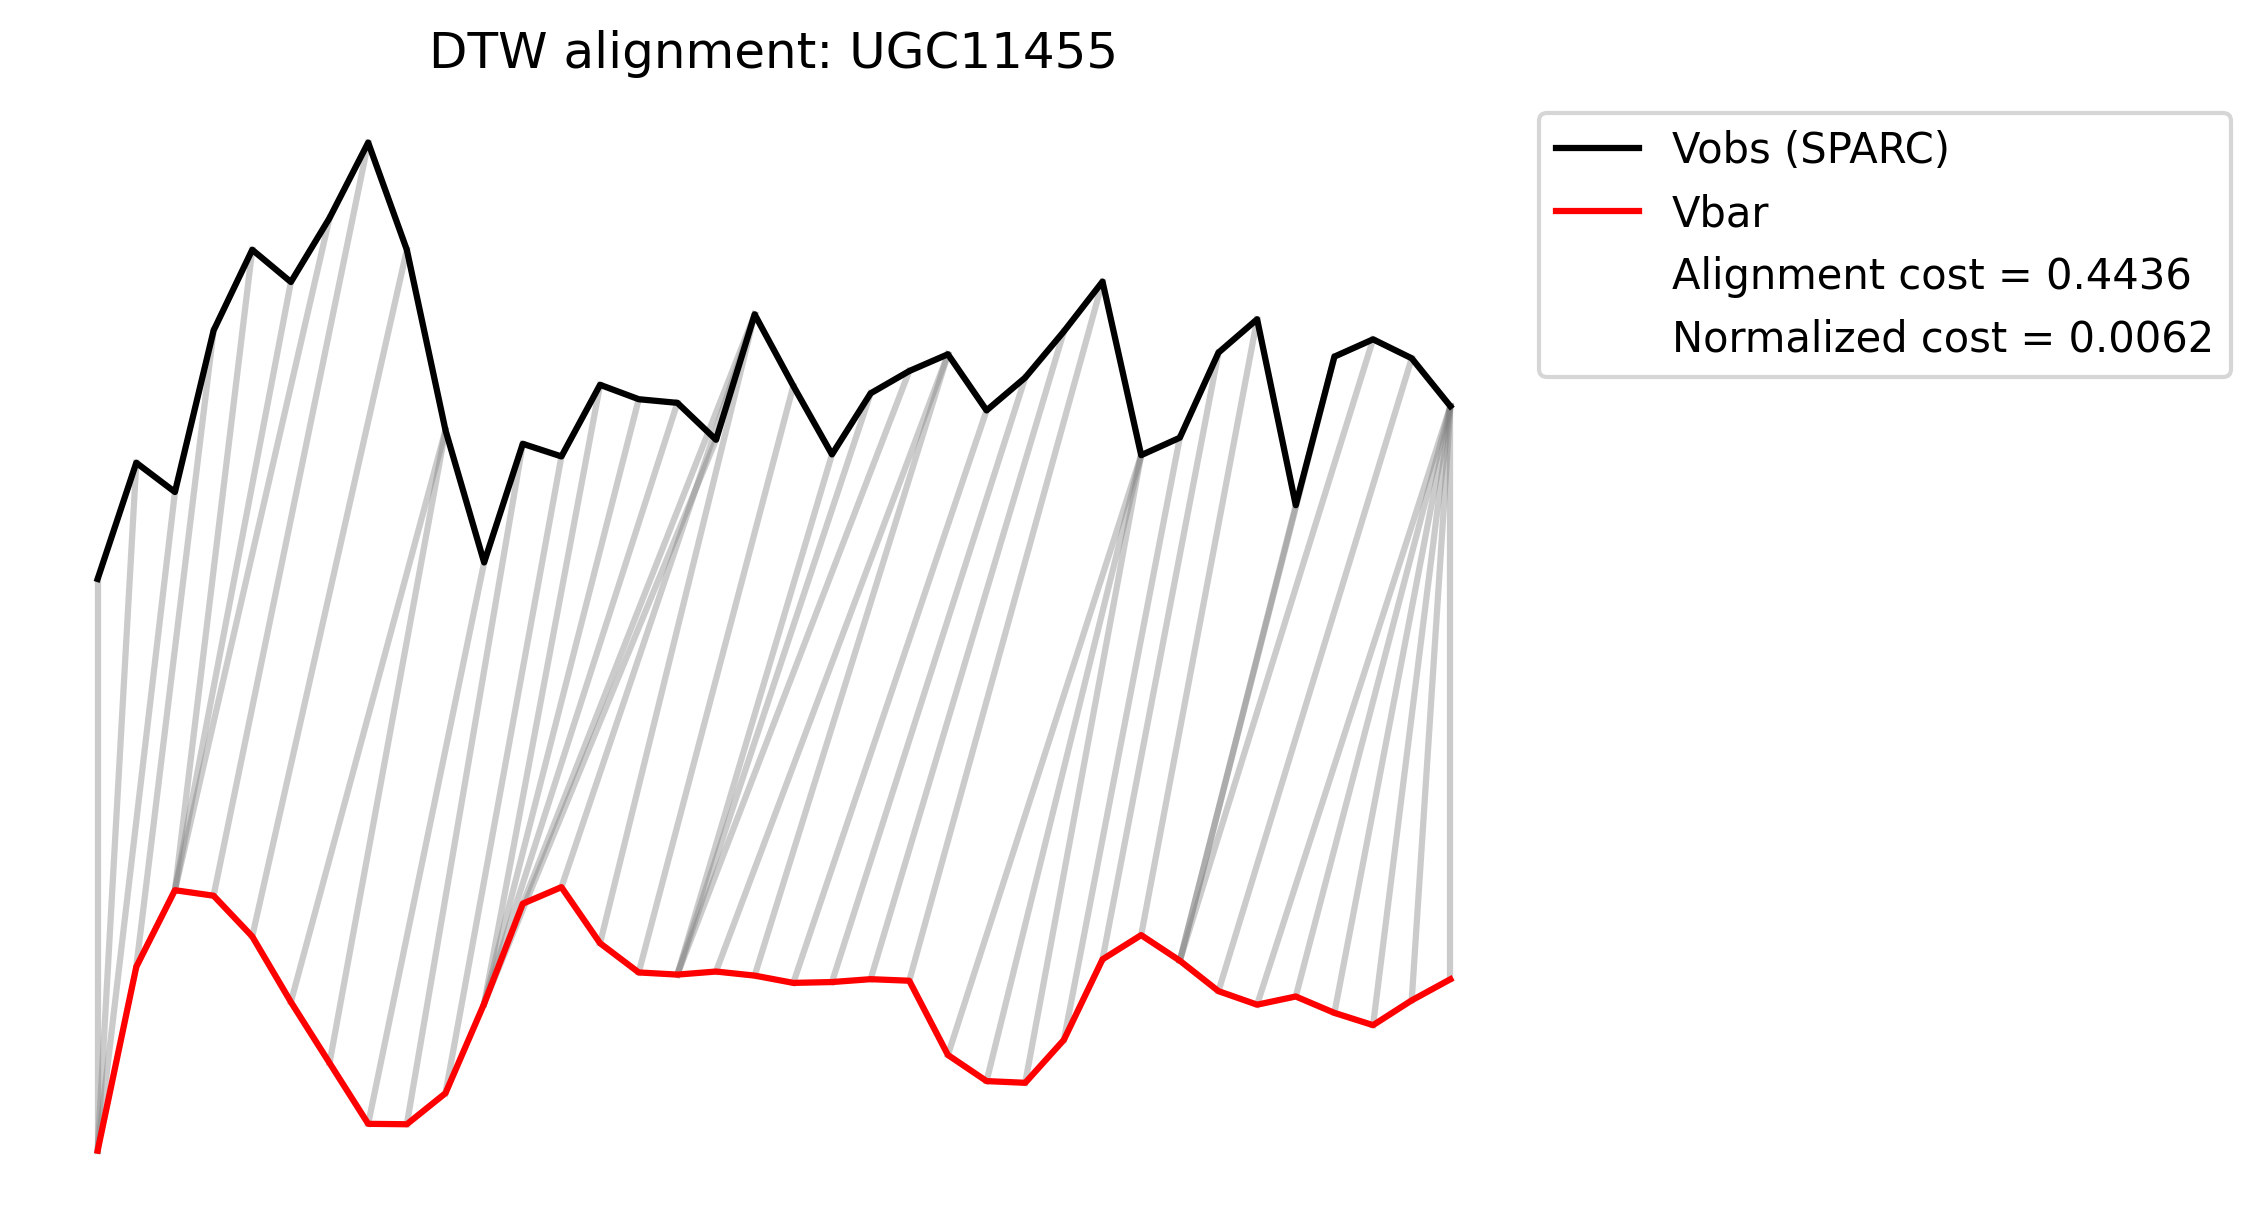 DTW alignment: UGC11455
Vobs (SPARC)
Vbar
Alignment cost = 0.4436
Normalized cost = 0.0062